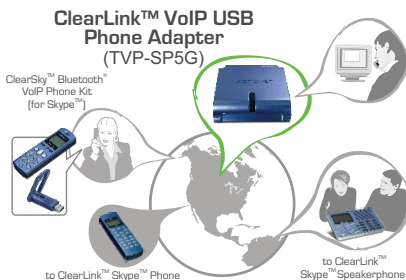 ClearLink™ VoIP USB
Phone Adapter
(TVP-SP5G)
ClearSky™ Bluetooth®
VoIP Phone Kit
(for Skype™)
to ClearLink™ Skype™ Phone
to ClearLink™
Skype™ Speakerphone